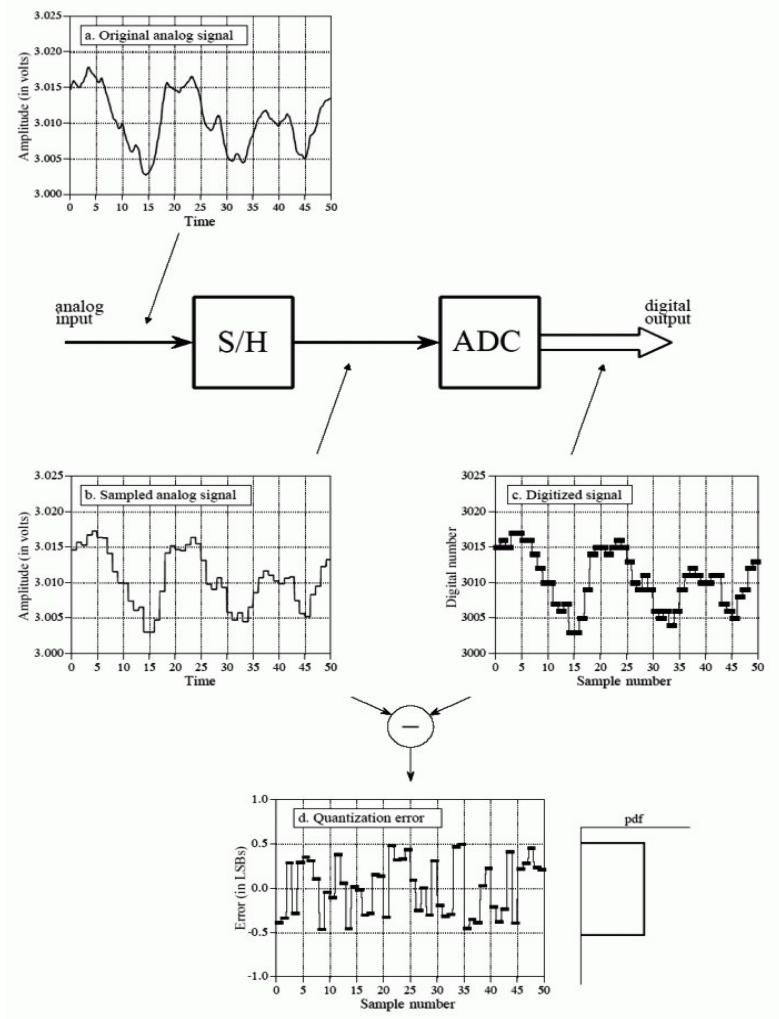 a. Original analog signal
Amplitude (in volts)
3.025
3.020
3.015
3.010
3.005
3.000
0 5 10 15 20 25 30 35 40 45 50
Time
analog
input
S/H
ADC
digital
output
b. Sampled analog signal
Amplitude (in volts)
3.025
3.020
3.015
3.010
3.005
3.000
0 5 10 15 20 25 30 35 40 45 50
Time
c. Digitized signal
Digital number
3025
3020
3015
3010
3005
3000
0 5 10 15 20 25 30 35 40 45 50
Sample number
−
d. Quantization error
Error (in LSBs)
1.0
0.5
0.0
-0.5
-1.0
0 5 10 15 20 25 30 35 40 45 50
Sample number
pdf